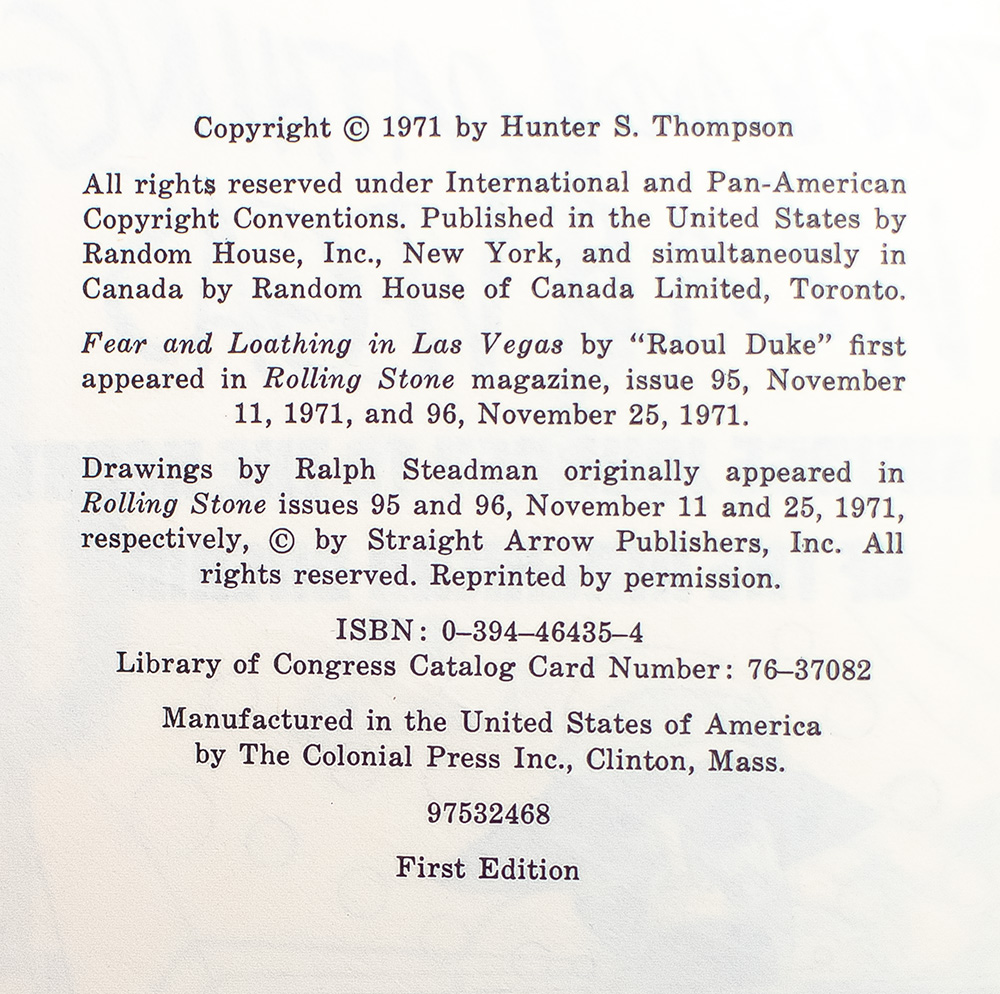 Copyright © 1971 by Hunter S. Thompson
All rights reserved under International and Pan-American
Copyright Conventions. Published in the United States by
Random House, Inc., New York, and simultaneously in
Canada by Random House of Canada Limited, Toronto.
Fear and Loathing in Las Vegas by “Raoul Duke” first
appeared in Rolling Stone magazine, issue 95, November
11, 1971, and 96, November 25, 1971.
Drawings by Ralph Steadman originally appeared in
Rolling Stone issues 95 and 96, November 11 and 25, 1971,
respectively, © by Straight Arrow Publishers, Inc. All
rights reserved. Reprinted by permission.
ISBN: 0–394–46435–4
Library of Congress Catalog Card Number: 76–37082
Manufactured in the United States of America
by The Colonial Press Inc., Clinton, Mass.
97532468
First Edition